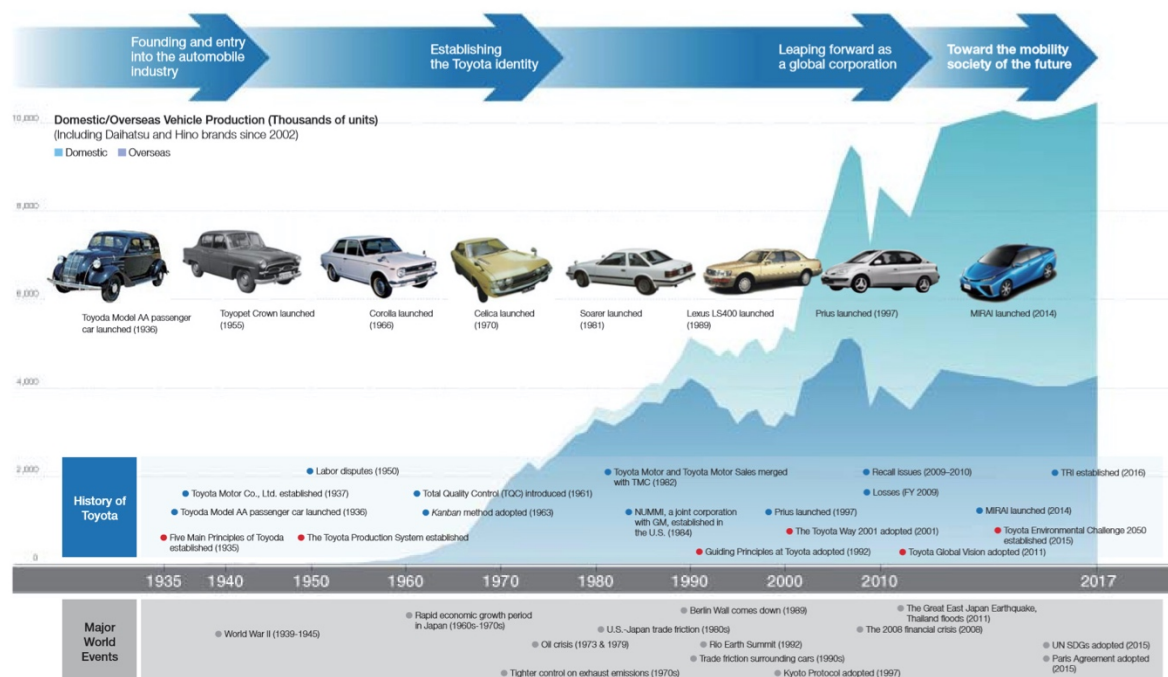 Founding and entry
into the automobile
industry
Establishing
the Toyota identity
Leaping forward as
a global corporation
Toward the mobility
society of the future
Domestic/Overseas Vehicle Production (Thousands of units)
(Including Daihatsu and Hino brands since 2002)
Domestic
Overseas
10,000
8,000
6,000
4,000
2,000
0
Toyoda Model AA passenger
car launched (1936)
Toyopet Crown launched
(1955)
Corolla launched
(1966)
Celica launched
(1970)
Soarer launched
(1981)
Lexus LS400 launched
(1989)
Prius launched (1997)
MIRAI launched (2014)
History of
Toyota
Labor disputes (1950)
Toyota Motor Co., Ltd. established (1937)
Toyoda Model AA passenger car launched (1936)
Five Main Principles of Toyoda
established (1935)
The Toyota Production System established
Total Quality Control (TQC) introduced (1961)
Kanban method adopted (1963)
Toyota Motor and Toyota Motor Sales merged
with TMC (1982)
NUMMI, a joint corporation
with GM, established in
the U.S. (1984)
Prius launched (1997)
The Toyota Way 2001 adopted (2001)
Guiding Principles at Toyota adopted (1992)
Recall issues (2009–2010)
Losses (FY 2009)
Toyota Global Vision adopted (2011)
TRI established (2016)
MIRAI launched (2014)
Toyota Environmental Challenge 2050
established (2015)
1935
1940
1950
1960
1970
1980
1990
2000
2010
2017
Major
World
Events
World War II (1939-1945)
Rapid economic growth period
in Japan (1960s-1970s)
Oil crisis (1973 & 1979)
Tighter control on exhaust emissions (1970s)
U.S.-Japan trade friction (1980s)
Berlin Wall comes down (1989)
Rio Earth Summit (1992)
Trade friction surrounding cars (1990s)
Kyoto Protocol adopted (1997)
The Great East Japan Earthquake,
Thailand floods (2011)
The 2008 financial crisis (2008)
UN SDGs adopted (2015)
Paris Agreement adopted
(2015)